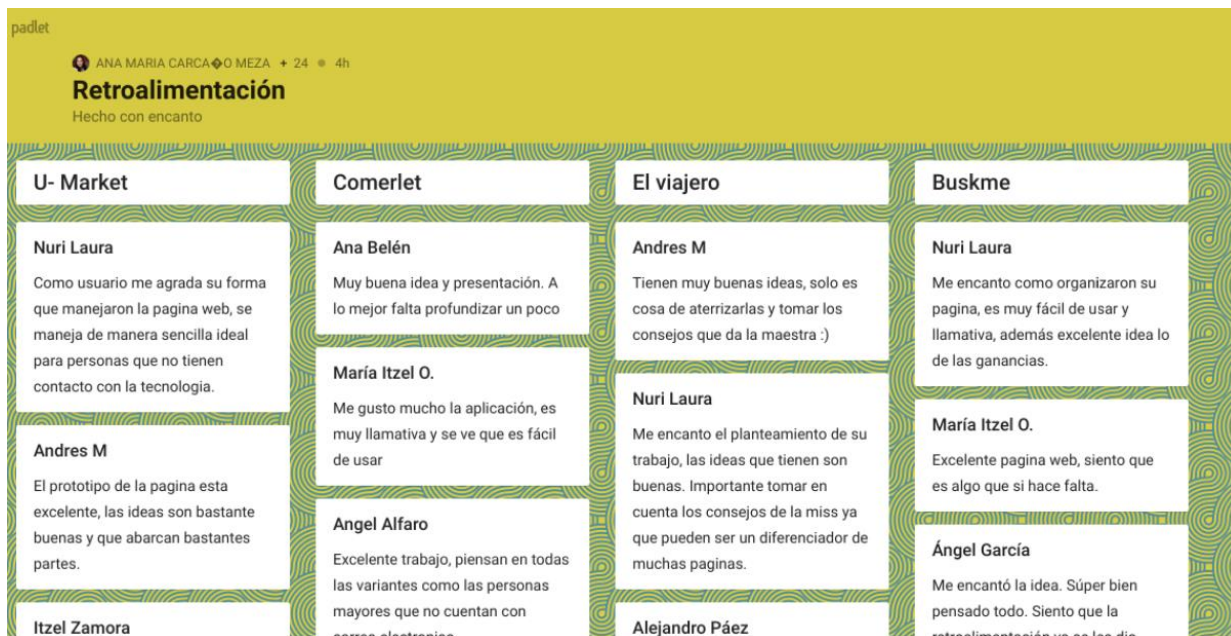 padlet
ANA MARIA CARCA�O MEZA + 24 4h
Retroalimentación
Hecho con encanto
U- Market
Nuri Laura
Como usuario me agrada su forma
que manejaron la pagina web, se
maneja de manera sencilla ideal
para personas que no tienen
contacto con la tecnologia.
Andres M
El prototipo de la pagina esta
excelente, las ideas son bastante
buenas y que abarcan bastantes
partes.
Itzel Zamora
Comerlet
Ana Belén
Muy buena idea y presentación. A
lo mejor falta profundizar un poco
María Itzel O.
Me gusto mucho la aplicación, es
muy llamativa y se ve que es fácil
de usar
Angel Alfaro
Excelente trabajo, piensan en todas
las variantes como las personas
mayores que no cuentan con
El viajero
Andres M
Tienen muy buenas ideas, solo es
cosa de aterrizarlas y tomar los
consejos que da la maestra :)
Nuri Laura
Me encanto el planteamiento de su
trabajo, las ideas que tienen son
buenas. Importante tomar en
cuenta los consejos de la miss ya
que pueden ser un diferenciador de
muchas paginas.
Alejandro Páez
Buskme
Nuri Laura
Me encanto como organizaron su
pagina, es muy fácil de usar y
llamativa, además excelente idea lo
de las ganancias.
María Itzel O.
Excelente pagina web, siento que
es algo que si hace falta.
Ángel García
Me encantó la idea. Súper bien
pensado todo. Siento que la